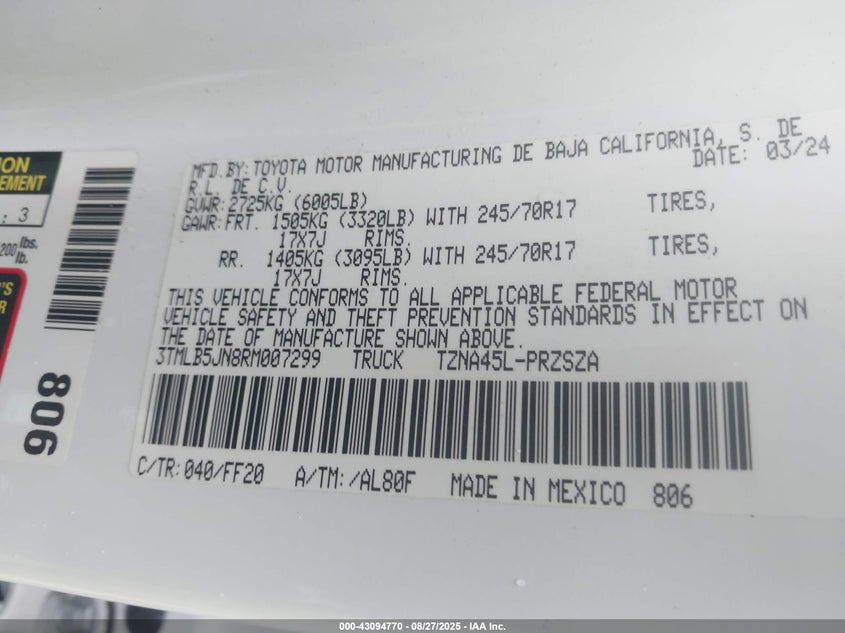 ION
EMENT
: 3
200 lbs.
lb.
'S
R
908
MFD. BY: TOYOTA MOTOR MANUFACTURING DE BAJA CALIFORNIA, S. DE
R.L. DE C.V. DATE: 03/24
GVWR: 2725KG (6005LB)
GAWR: FRT. 1505KG (3320LB) WITH 245/70R17 TIRES,
17X7J RIMS.
RR. 1405KG (3095LB) WITH 245/70R17 TIRES,
17X7J RIMS.
THIS VEHICLE CONFORMS TO ALL APPLICABLE FEDERAL MOTOR
VEHICLE SAFETY AND THEFT PREVENTION STANDARDS IN EFFECT ON
THE DATE OF MANUFACTURE SHOWN ABOVE.
3TMLB5JN8RM007299 TRUCK TZNA45L-PRZSZA
C/TR: 040/FF20 A/TM: /AL80F MADE IN MEXICO 806
000-43094770 - 08/27/2025 - IAA Inc.